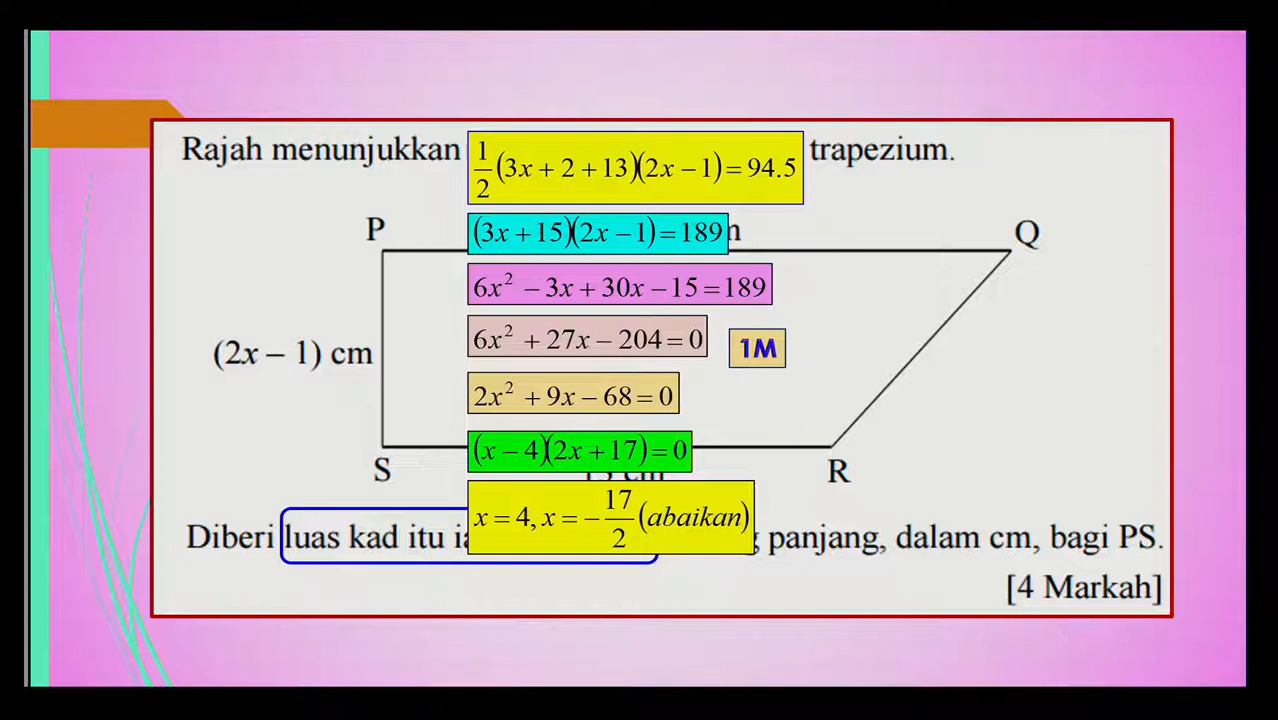 Rajah menunjukkan trapezium.
1/2(3x + 2 + 13)(2x − 1) = 94.5
P Q
(3x + 15)(2x − 1) = 189
6x² − 3x + 30x − 15 = 189
6x² + 27x − 204 = 0
1M
(2x – 1) cm
2x² + 9x − 68 = 0
(x − 4)(2x + 17) = 0
S R
x = 4, x = −17/2 (abaikan)
Diberi luas kad itu panjang, dalam cm, bagi PS.
[4 Markah]